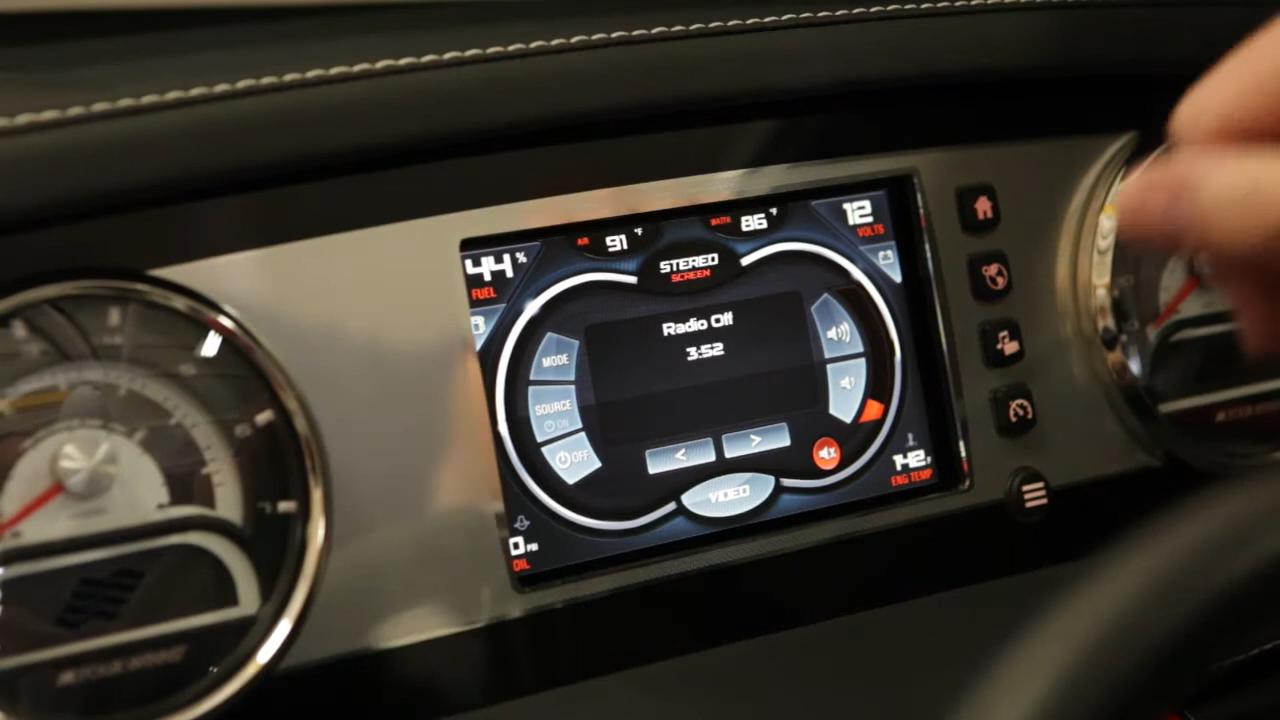 44 %
FUEL
AIR 91 °F
WATER 86 °F
12
VOLTS
STEREO
SCREEN
Radio Off
3:52
MODE
SOURCE
ON
OFF
<
>
VIDEO
142 F
ENG TEMP
0 PSI
OIL